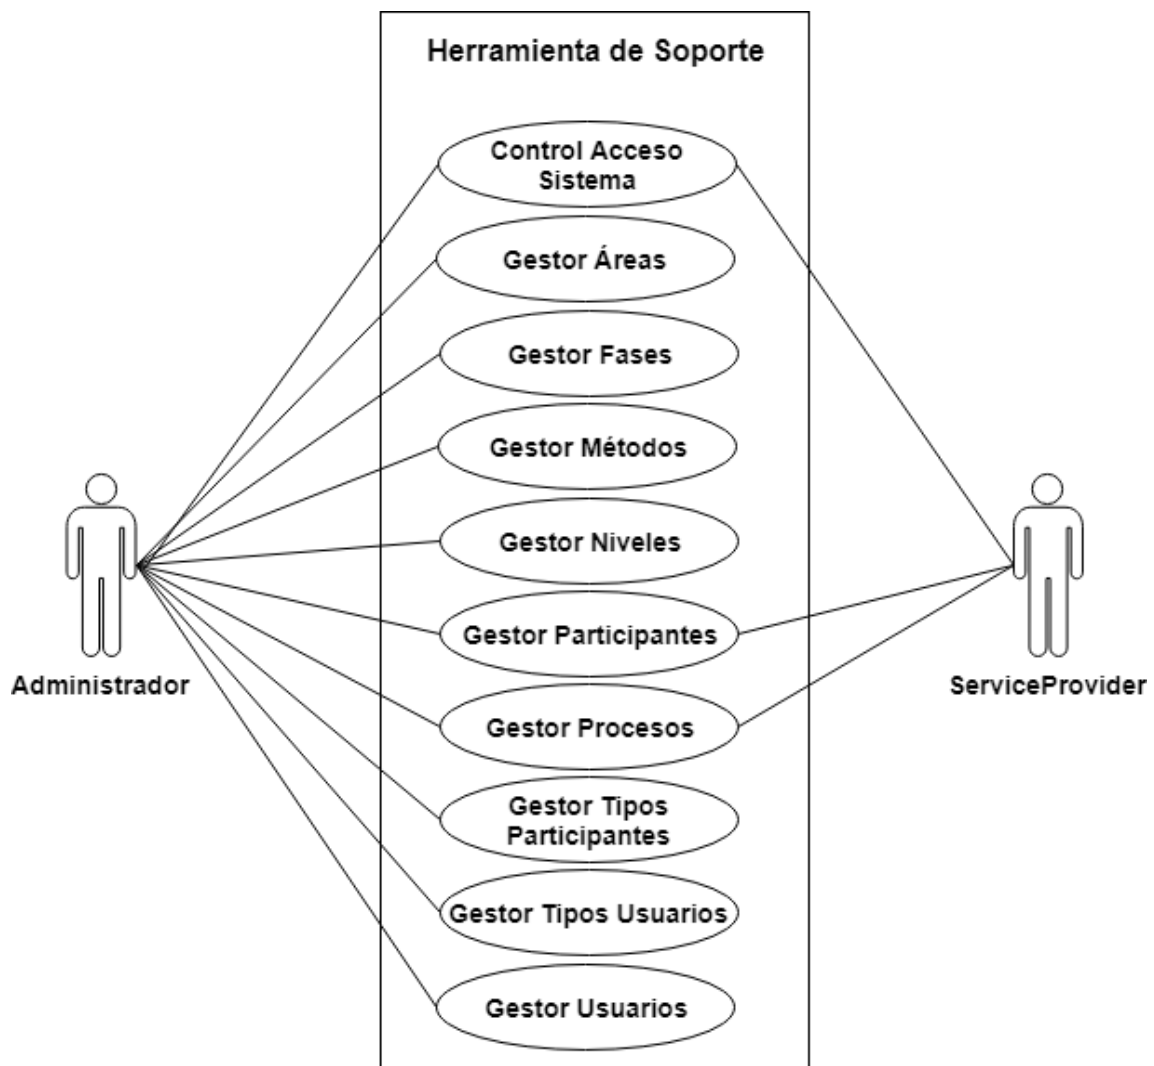 Herramienta de Soporte
Control Acceso
Sistema
Gestor Áreas
Gestor Fases
Gestor Métodos
Gestor Niveles
Gestor Participantes
Gestor Procesos
Gestor Tipos
Participantes
Gestor Tipos Usuarios
Gestor Usuarios
Administrador
ServiceProvider